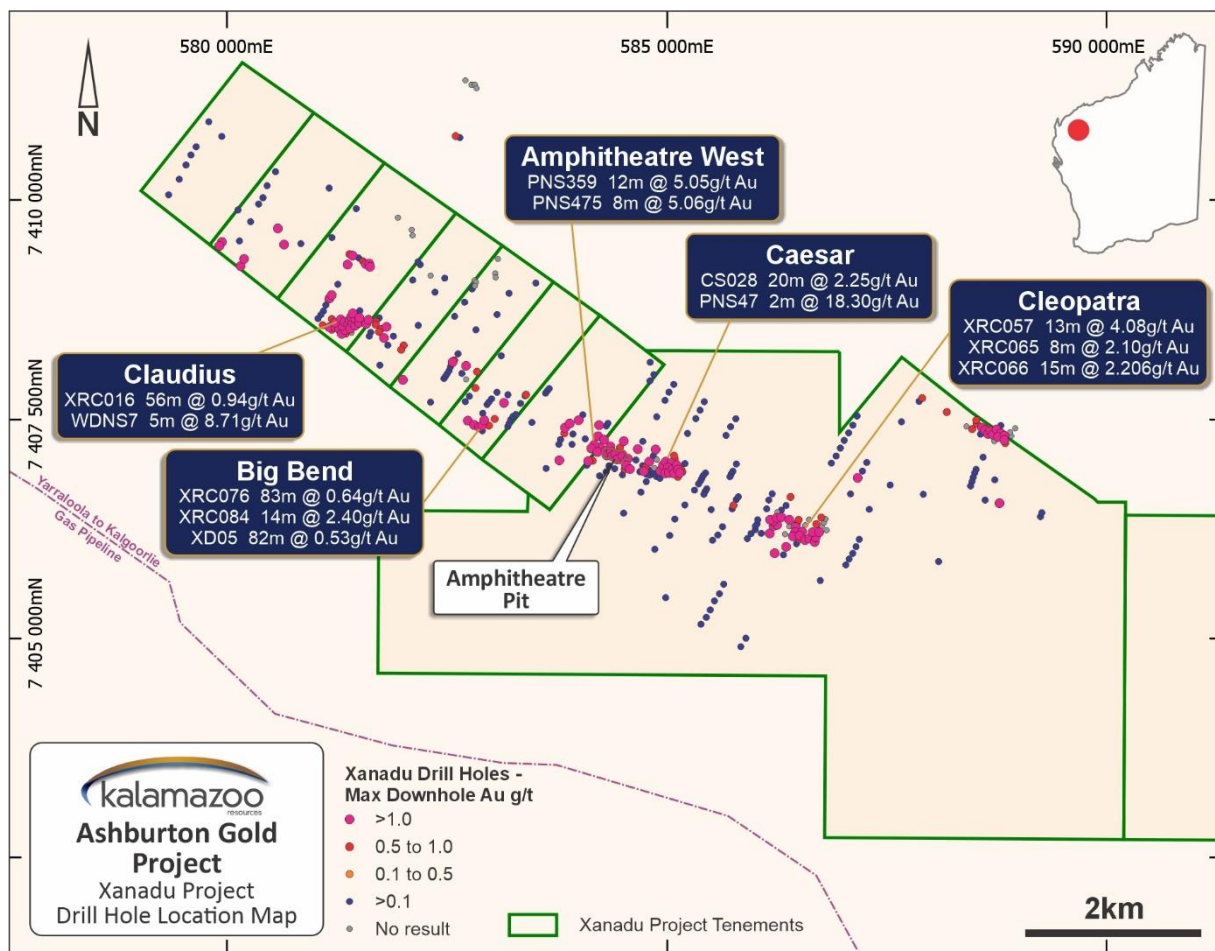 580 000mE
585 000mE
590 000mE
N
7 410 000mN
7 407 500mN
7 405 000mN
Amphitheatre West
PNS359 12m @ 5.05g/t Au
PNS475 8m @ 5.06g/t Au
Caesar
CS028 20m @ 2.25g/t Au
PNS47 2m @ 18.30g/t Au
Cleopatra
XRC057 13m @ 4.08g/t Au
XRC065 8m @ 2.10g/t Au
XRC066 15m @ 2.206g/t Au
Claudius
XRC016 56m @ 0.94g/t Au
WDNS7 5m @ 8.71g/t Au
Big Bend
XRC076 83m @ 0.64g/t Au
XRC084 14m @ 2.40g/t Au
XD05 82m @ 0.53g/t Au
Yarraloola to Kalgoorlie
Gas Pipeline
Amphitheatre
Pit
kalamazoo
resources
Ashburton Gold
Project
Xanadu Project
Drill Hole Location Map
Xanadu Drill Holes -
Max Downhole Au g/t
>1.0
0.5 to 1.0
0.1 to 0.5
>0.1
No result
Xanadu Project Tenements
2km